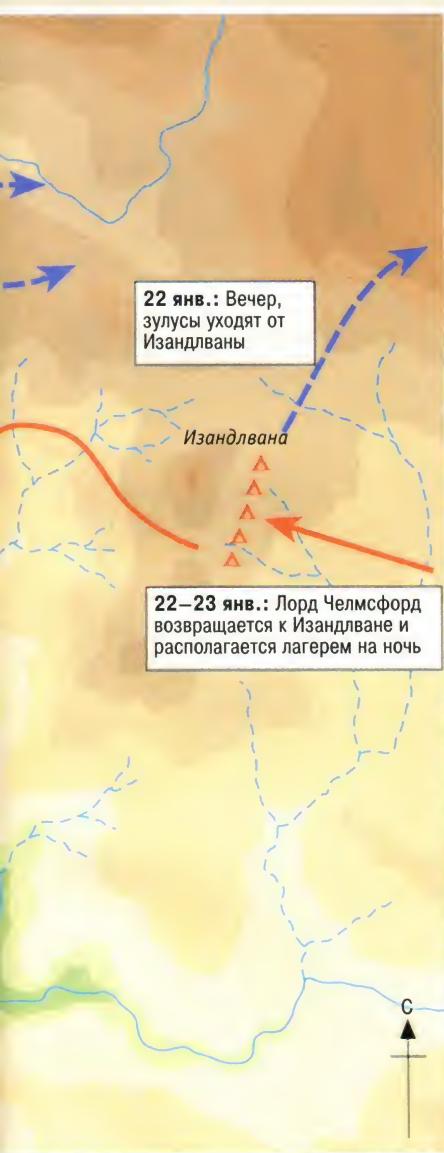 22 янв.: Вечер,
зулусы уходят от
Изандлваны
Изандлвана
22–23 янв.: Лорд Челмсфорд
возвращается к Изандлване и
располагается лагерем на ночь
С